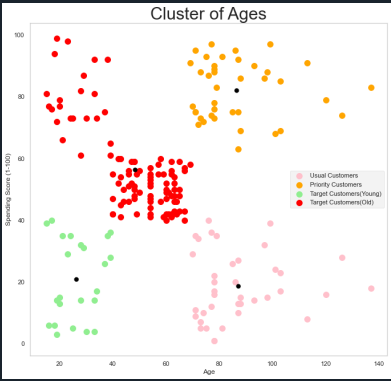 Cluster of Ages
100
80
60
40
20
0
Spending Score (1-100)
Usual Customers
Priority Customers
Target Customers(Young)
Target Customers(Old)
20 40 60 80 100 120 140
Age